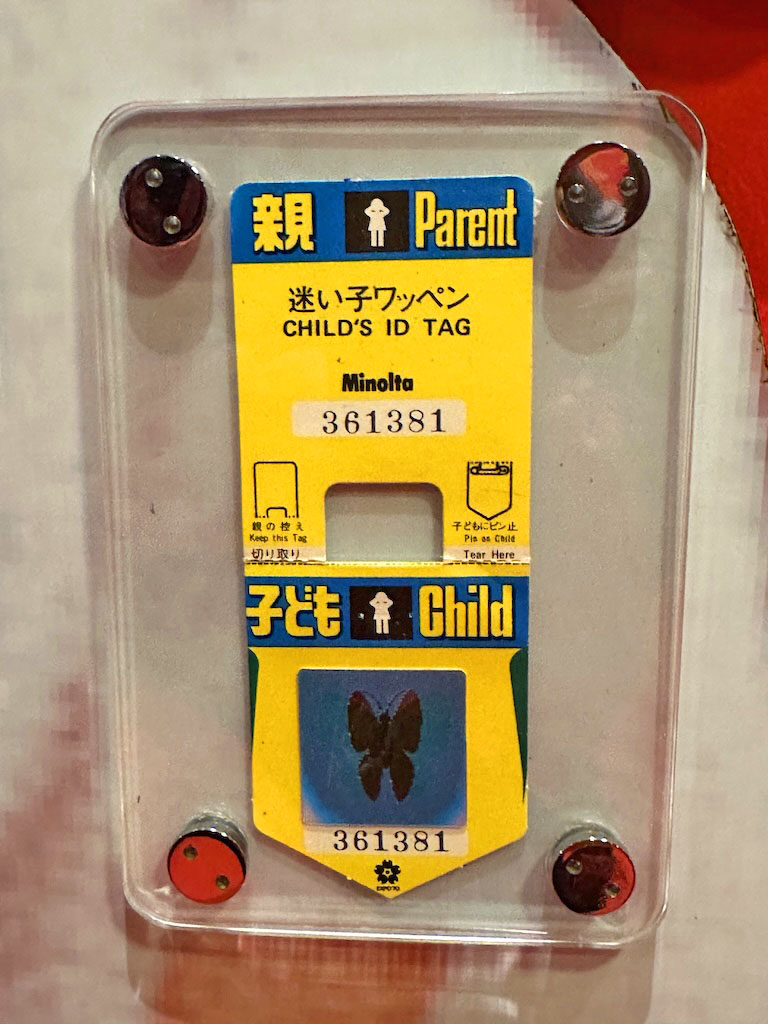 親 Parent
迷い子ワッペン
CHILD'S ID TAG
Minolta
361381
親の控え
Keep this Tag
切り取り
子どもにピン止
Pin on Child
Tear Here
子ども Child
361381
EXPO'70